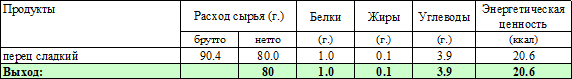 Продукты Расход сырья (г.) Белки Жиры Углеводы Энергетическая ценность
брутто нетто (г.) (г.) (г.) (ккал)
перец сладкий 90.4 80.0 1.0 0.1 3.9 20.6
Выход: 80 1.0 0.1 3.9 20.6